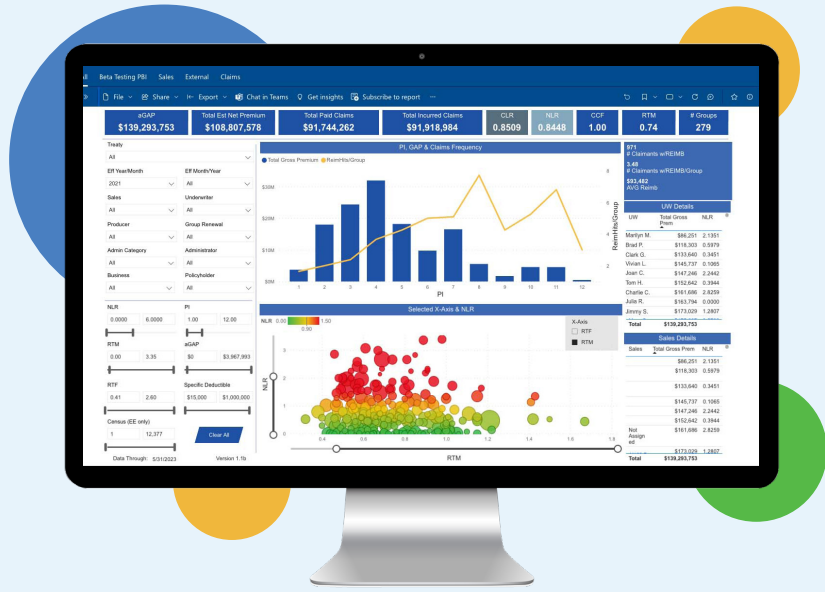 Beta Testing PBI Sales External Claims
File Share Export Chat in Teams Get insights Subscribe to report ...
aGAP Total Est Net Premium Total Paid Claims Total Incurred Claims CLR NLR CCF RTM # Groups
$139,293,753 $108,807,578 $91,744,262 $91,918,984 0.8509 0.8448 1.00 0.74 279
Treaty
All
Eff Year/Month Eff Month/Year
2021 All
Sales Underwriter
All All
Producer Group Renewal
All All
Admin Category Administrator
All All
Business Policyholder
All All
NLR PI
0.0000 6.0000 1.00 12.00
RTM aGAP
0.00 3.35 $0 $3,967,993
RTF Specific Deductible
0.41 2.60 $15,000 $1,000,000
Census (EE only)
1 12,377
Clear All
Data Through: 5/31/2023 Version 1.1b
PI, GAP & Claims Frequency
Total Gross Premium ReimHits/Group
$30M
$20M
$10M
$0M
8
6
4
2
ReimHits/Group
1 2 3 4 5 6 7 8 9 10 11 12
PI
Selected X-Axis & NLR
NLR 0.00 1.50
0.90
X-Axis
RTF
RTM
NLR
3
2
1
0
0.4 0.6 0.8 1.0 1.2 1.4 1.6 1.8
RTM
971
# Claimants w/REIMB
3.48
# Claimants w/REIMB/Group
$93,482
AVG Reimb
UW Details
UW Total Gross Prem NLR
Marilyn M. $86,251 2.1351
Brad P. $118,303 0.5979
Clark G. $133,640 0.3451
Vivian L. $145,737 0.1065
Joan C. $147,246 2.2442
Tom H. $152,642 0.3944
Charlie C. $161,686 2.8259
Julie R. $163,794 0.0000
Jimmy S. $173,029 1.2807
Total $139,293,753
Sales Details
Sales Total Gross Prem NLR
$86,251 2.1351
$118,303 0.5979
$133,640 0.3451
$145,737 0.1065
$147,246 2.2442
$152,642 0.3944
Not Assigned $161,686 2.8259
$173,029 1.2807
Total $139,293,753